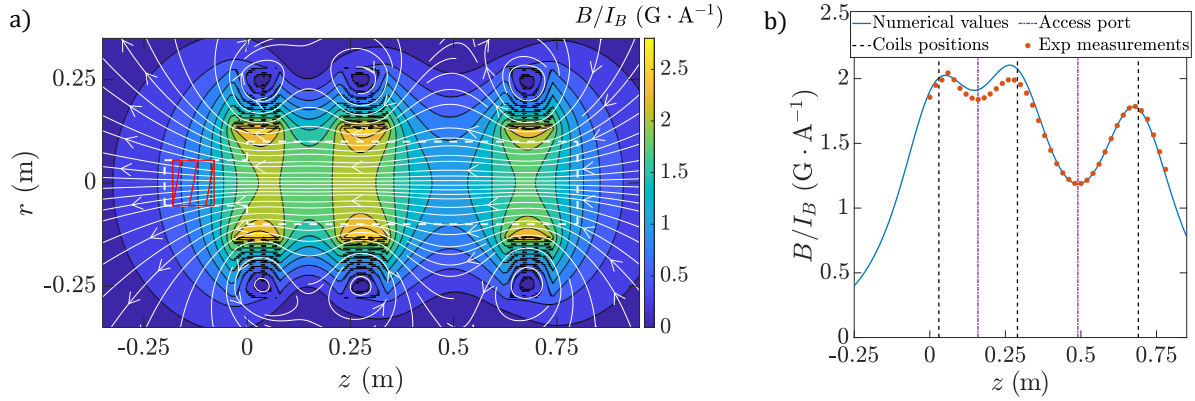 a)
B/I_B (G · A⁻¹)
0.25
0
-0.25
r (m)
-0.25
0
0.25
0.50
0.75
z (m)
2.5
2
1.5
1
0.5
0
b)
Numerical values
Access port
Coils positions
Exp measurements
2.5
2
1.5
1
0.5
0
B/I_B (G · A⁻¹)
-0.25
0
0.25
0.5
0.75
z (m)